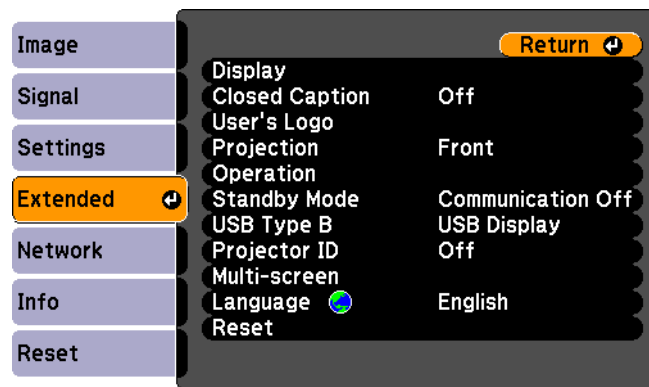 Image
Signal
Settings
Extended
Network
Info
Reset
Return
Display
Closed Caption Off
User's Logo
Projection Front
Operation
Standby Mode Communication Off
USB Type B USB Display
Projector ID Off
Multi-screen
Language English
Reset